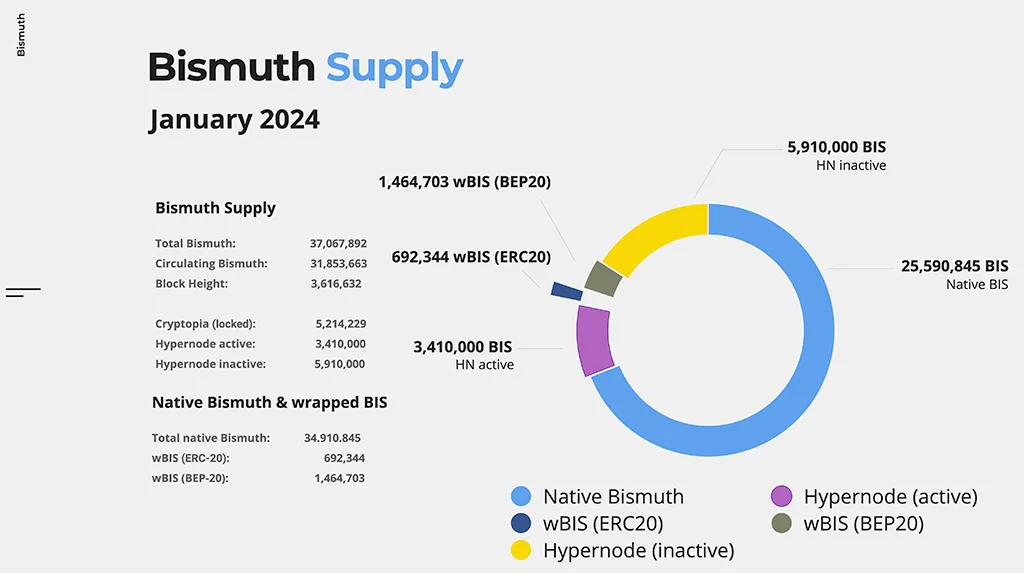 Bismuth
Bismuth Supply
January 2024
Bismuth Supply
Total Bismuth: 37,067,892
Circulating Bismuth: 31,853,663
Block Height: 3,616,632
Cryptopia (locked): 5,214,229
Hypernode active: 3,410,000
Hypernode inactive: 5,910,000
Native Bismuth & wrapped BIS
Total native Bismuth: 34.910.845
wBIS (ERC-20): 692,344
wBIS (BEP-20): 1,464,703
5,910,000 BIS
HN inactive
1,464,703 wBIS (BEP20)
692,344 wBIS (ERC20)
25,590,845 BIS
Native BIS
3,410,000 BIS
HN active
Native Bismuth
wBIS (ERC20)
Hypernode (inactive)
Hypernode (active)
wBIS (BEP20)